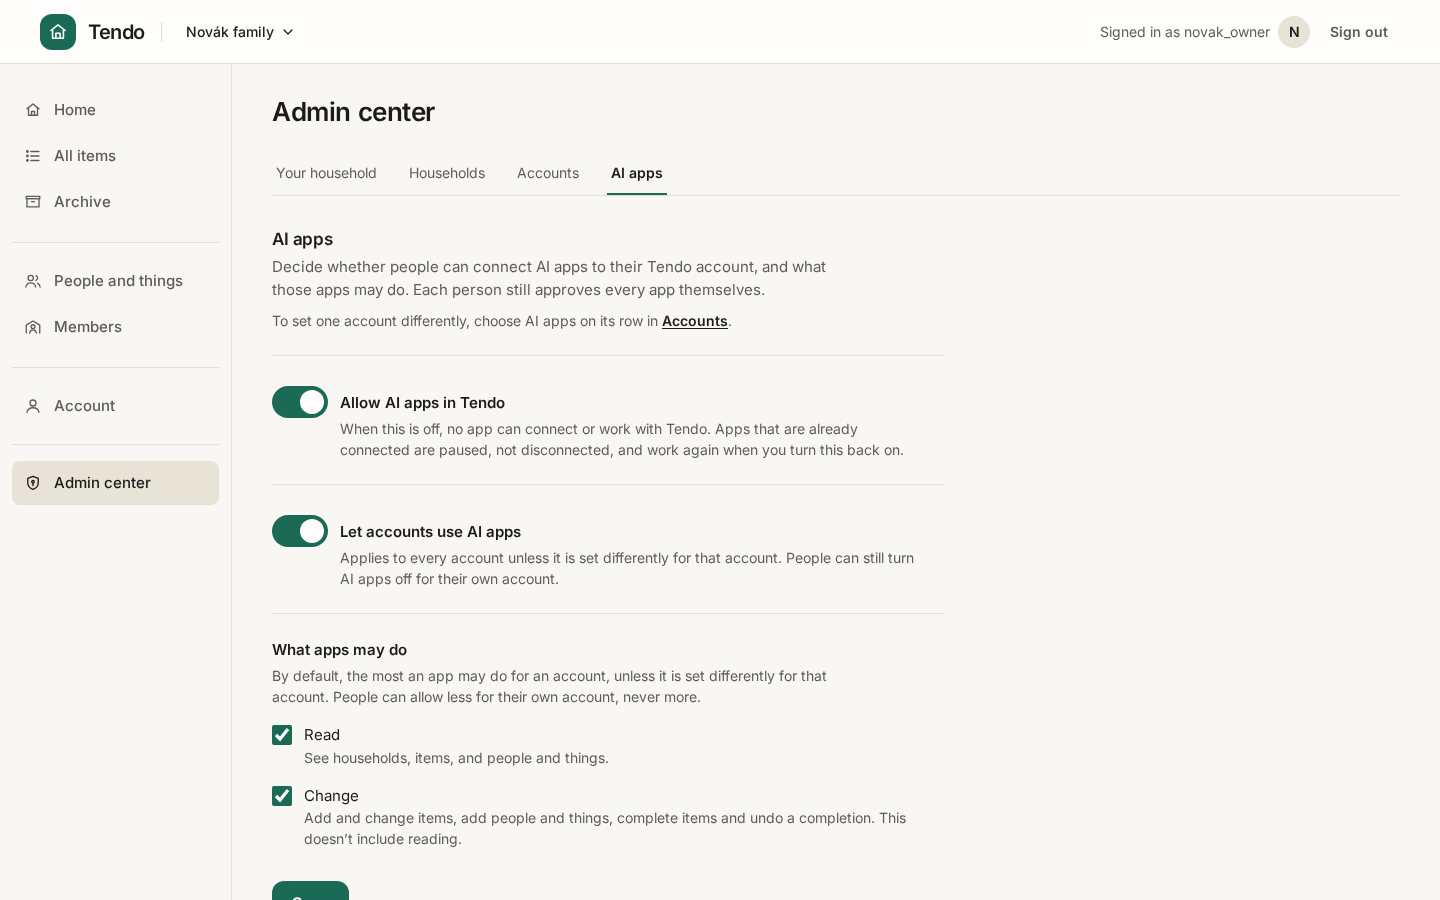 Tendo
Novák family
Signed in as novak_owner
N
Sign out
Home
All items
Archive
People and things
Members
Account
Admin center
Admin center
Your household
Households
Accounts
AI apps
AI apps
Decide whether people can connect AI apps to their Tendo account, and what
those apps may do. Each person still approves every app themselves.
To set one account differently, choose AI apps on its row in Accounts.
Allow AI apps in Tendo
When this is off, no app can connect or work with Tendo. Apps that are already
connected are paused, not disconnected, and work again when you turn this back on.
Let accounts use AI apps
Applies to every account unless it is set differently for that account. People can still turn
AI apps off for their own account.
What apps may do
By default, the most an app may do for an account, unless it is set differently for that
account. People can allow less for their own account, never more.
Read
See households, items, and people and things.
Change
Add and change items, add people and things, complete items and undo a completion. This
doesn’t include reading.